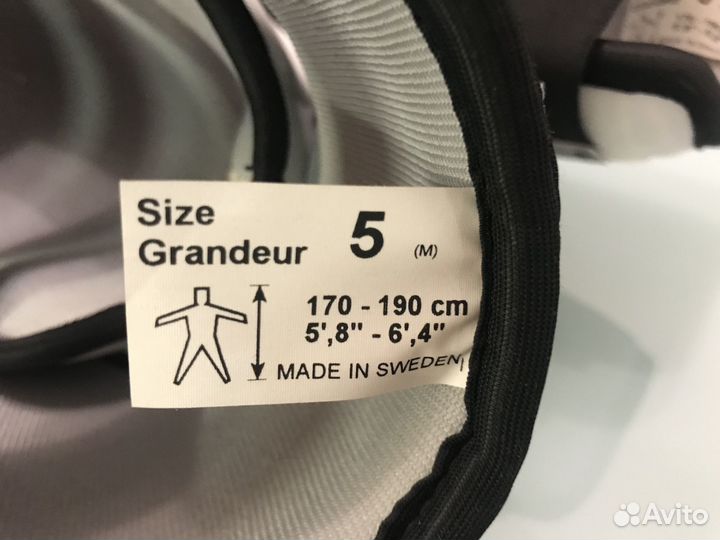 Size
Grandeur
5 (M)
170 - 190 cm
5',8" - 6',4"
MADE IN SWEDEN
Avito